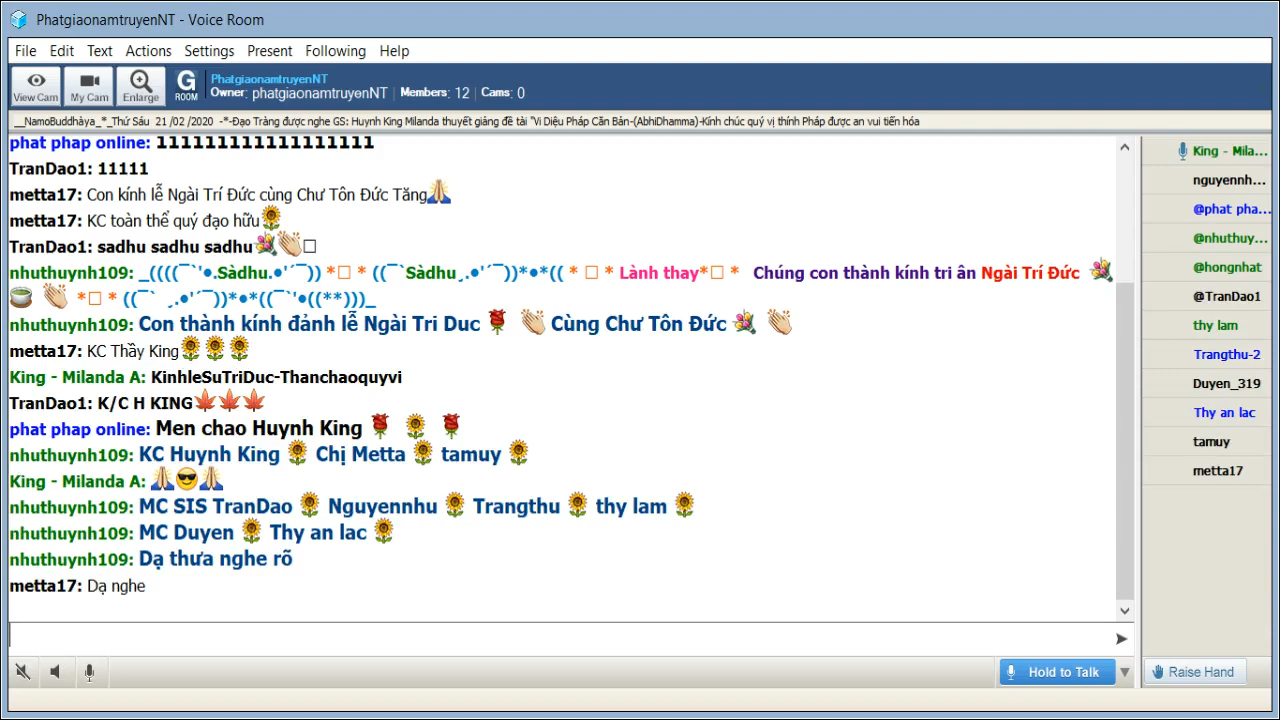 PhatgiaonamtruyenNT - Voice Room
File Edit Text Actions Settings Present Following Help
View Cam My Cam Enlarge G ROOM PhatgiaonamtruyenNT
Owner: phatgiaonamtruyenNT Members: 12 Cams: 0
__NamoBuddhàya_*_Thứ Sáu 21 /02 /2020 -*-Đạo Tràng được nghe GS: Huynh King Milanda thuyết giảng đề tài "Vi Diệu Pháp Căn Bản-(AbhiDhamma)-Kính chúc quý vị thính Pháp được an vui tiến hóa
phat phap online: 111111111111111111
TranDao1: 11111
metta17: Con kính lễ Ngài Trí Đức cùng Chư Tôn Đức Tăng🙏
metta17: KC toàn thể quý đạo hữu🌻
TranDao1: sadhu sadhu sadhu💐👏□
nhuthuynh109: _((((¯`'•.Sàdhu.•'´¯)) *□ * ((¯`Sàdhu¸.•'´¯))*•*(( * □ * Lành thay*□ * Chúng con thành kính tri ân Ngài Trí Đức 💐
🍵 👏 *□ * ((¯` ¸.•'´¯))*•*((¯`'•((**)))_
nhuthuynh109: Con thành kính đảnh lễ Ngài Tri Duc 🌹 👏 Cùng Chư Tôn Đức 💐 👏
metta17: KC Thầy King🌻🌻🌻
King - Milanda A: KinhleSuTriDuc-Thanchaoquyvi
TranDao1: K/C H KING🍁🍁🍁
phat phap online: Men chao Huynh King 🌹 🌻 🌹
nhuthuynh109: KC Huynh King 🌻 Chị Metta 🌻 tamuy 🌻
King - Milanda A: 🙏😎🙏
nhuthuynh109: MC SIS TranDao 🌻 Nguyennhu 🌻 Trangthu 🌻 thy lam 🌻
nhuthuynh109: MC Duyen 🌻 Thy an lac 🌻
nhuthuynh109: Dạ thưa nghe rõ
metta17: Dạ nghe
Hold to Talk
King - Mila...
nguyennh...
@phat pha...
@nhuthuy...
@hongnhat
@TranDao1
thy lam
Trangthu-2
Duyen_319
Thy an lac
tamuy
metta17
Raise Hand